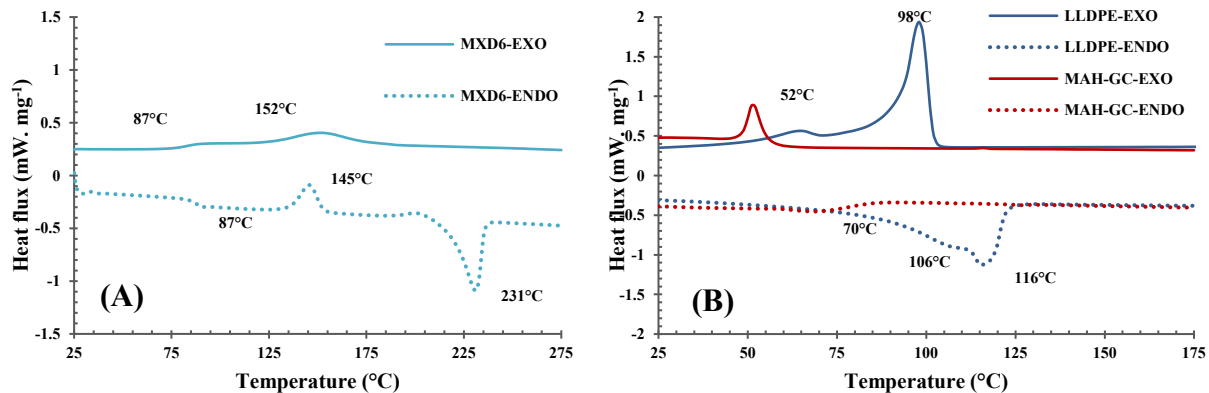 (A)
1.5
1
0.5
0
-0.5
-1
-1.5
Heat flux (mW. mg⁻¹)
MXD6-EXO
MXD6-ENDO
87°C
152°C
145°C
87°C
231°C
25
75
125
175
225
275
Temperature (°C)
(B)
2
1.5
1
0.5
0
-0.5
-1
-1.5
-2
Heat flux (mW. mg⁻¹)
98°C
52°C
LLDPE-EXO
LLDPE-ENDO
MAH-GC-EXO
MAH-GC-ENDO
70°C
106°C
116°C
25
50
75
100
125
150
175
Temperature (°C)